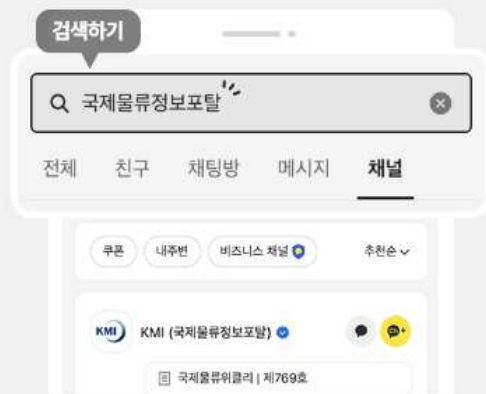 검색하기
국제물류정보포탈
전체 친구 채팅방 메시지 채널
쿠폰 내주변 비즈니스 채널 추천순
KMI KMI (국제물류정보포탈)
국제물류위클리 | 제769호